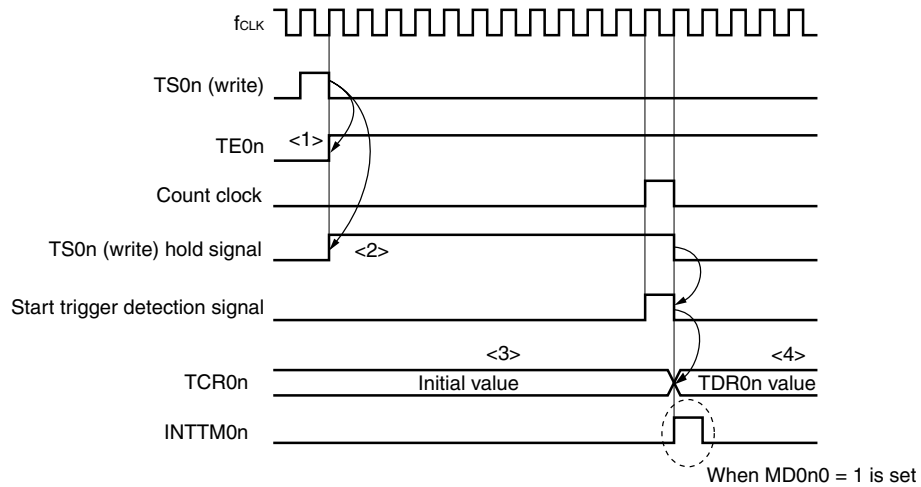 fCLK
TS0n (write)
<1>
TE0n
Count clock
TS0n (write) hold signal
<2>
Start trigger detection signal
<3>
<4>
TCR0n
Initial value
TDR0n value
INTTM0n
When MD0n0 = 1 is set